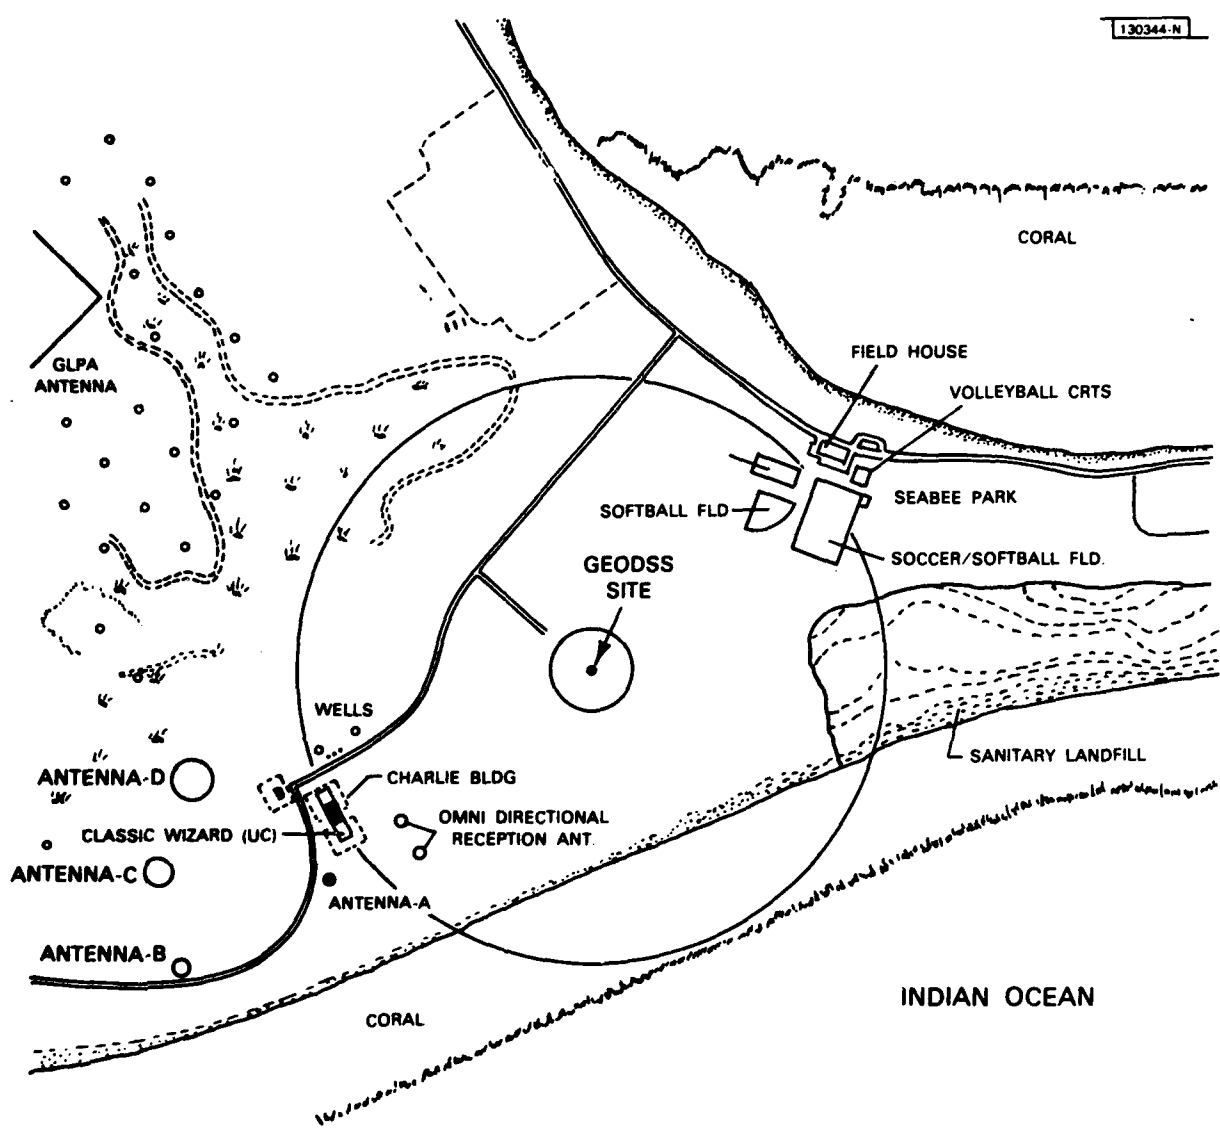 130344-N
CORAL
FIELD HOUSE
GLPA
ANTENNA
VOLLEYBALL CRTS
SEABEE PARK
SOFTBALL FLD
SOCCER/SOFTBALL FLD.
GEODSS
SITE
WELLS
SANITARY LANDFILL
ANTENNA-D
CHARLIE BLDG
OMNI DIRECTIONAL
RECEPTION ANT.
CLASSIC WIZARD (UC)
ANTENNA-C
ANTENNA-A
ANTENNA-B
INDIAN OCEAN
CORAL